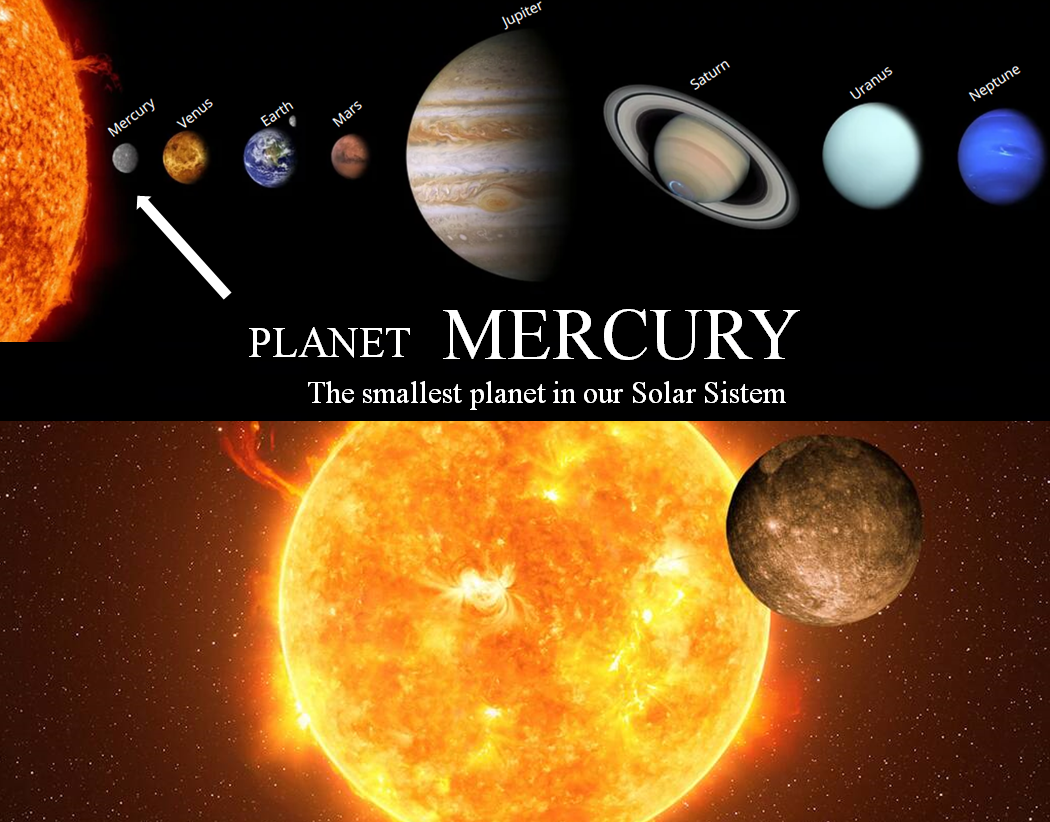 Mercury
Venus
Earth
Mars
Jupiter
Saturn
Uranus
Neptune
PLANET MERCURY
The smallest planet in our Solar Sistem